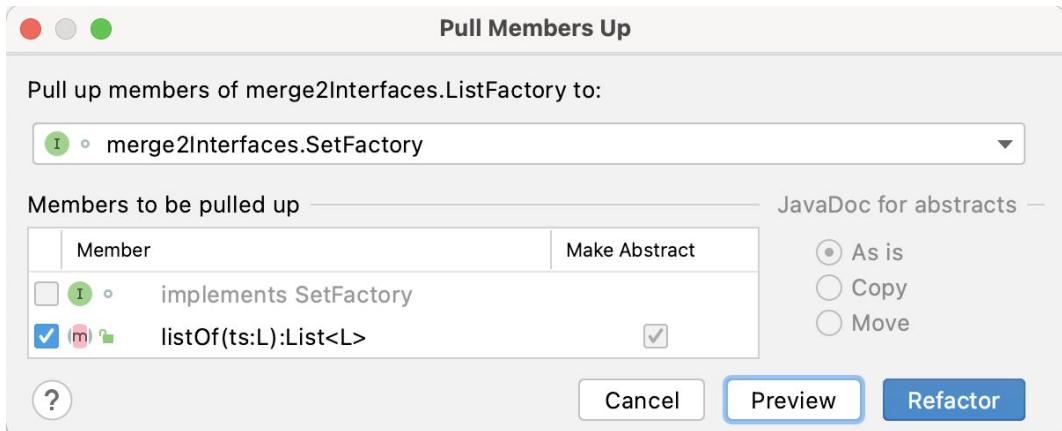 Pull Members Up
Pull up members of merge2Interfaces.ListFactory to:
I merge2Interfaces.SetFactory
Members to be pulled up
JavaDoc for abstracts
Member Make Abstract
I implements SetFactory
m listOf(ts:L):List<L>
As is
Copy
Move
? Cancel Preview Refactor